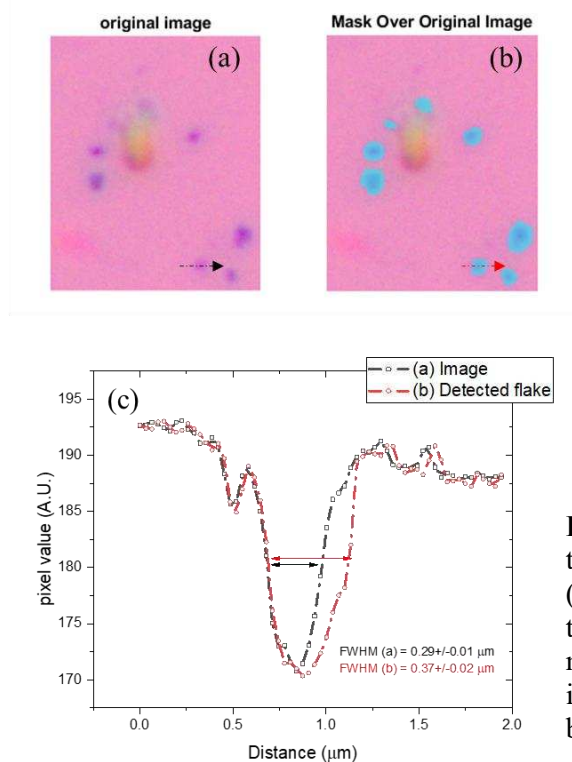 original image
Mask Over Original Image
(a)
(b)
(a) Image
(b) Detected flake
(c)
195
190
185
180
175
170
pixel value (A.U.)
FWHM (a) = 0.29+/-0.01 μm
FWHM (b) = 0.37+/-0.02 μm
0.0 0.5 1.0 1.5 2.0
Distance (μm)